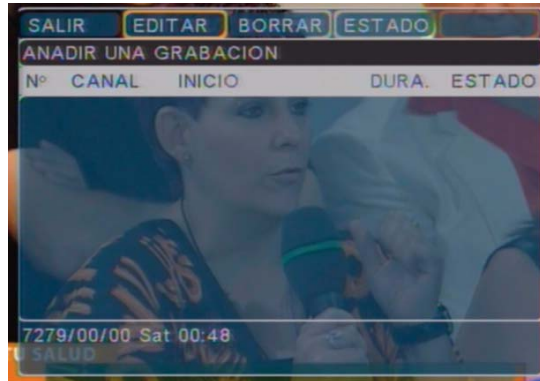 SALIR EDITAR BORRAR ESTADO
ANADIR UNA GRABACION
Nº CANAL INICIO DURA. ESTADO
7279/00/00 Sat 00:48
TU SALUD